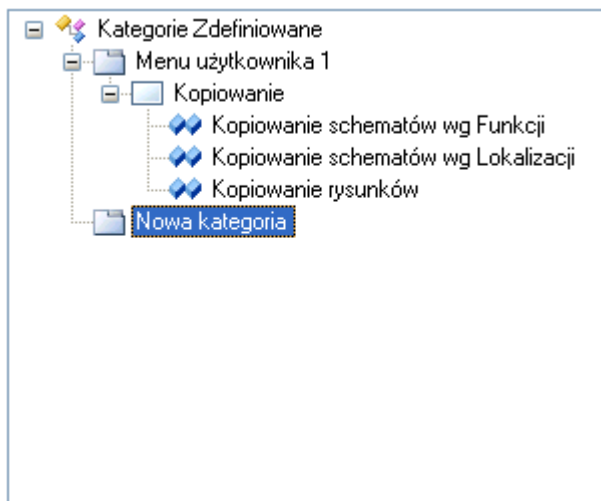 Kategorie Zdefiniowane
Menu użytkownika 1
Kopiowanie
Kopiowanie schematów wg Funkcji
Kopiowanie schematów wg Lokalizacji
Kopiowanie rysunków
Nowa kategoria